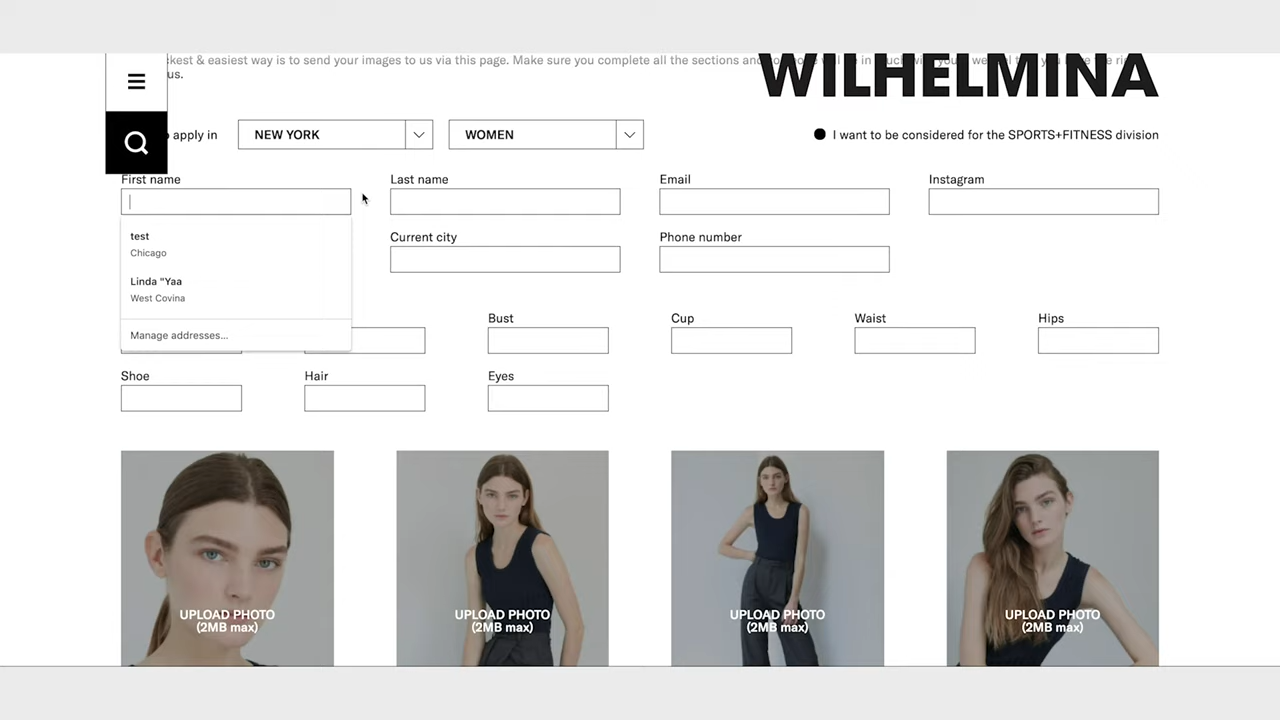 ckest & easiest way is to send your images to us via this page. Make sure you complete all the sections and
us.
WILHELMINA
apply in
NEW YORK
WOMEN
I want to be considered for the SPORTS+FITNESS division
First name
Last name
Email
Instagram
test
Chicago
Linda "Yaa
West Covina
Manage addresses...
Current city
Phone number
Bust
Cup
Waist
Hips
Shoe
Hair
Eyes
UPLOAD PHOTO
(2MB max)
UPLOAD PHOTO
(2MB max)
UPLOAD PHOTO
(2MB max)
UPLOAD PHOTO
(2MB max)